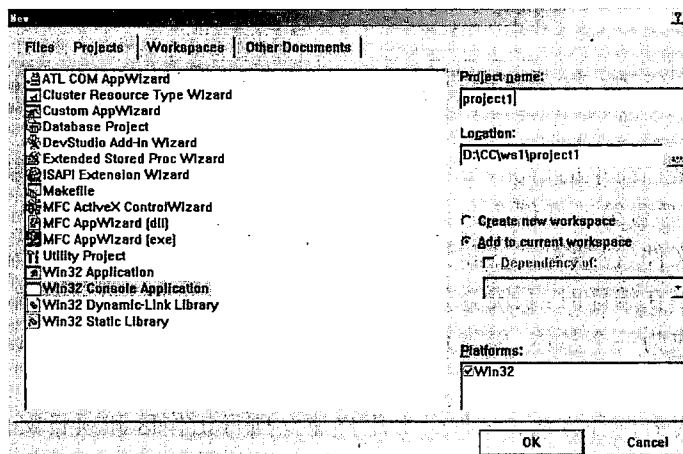 New
Files Projects Workspaces Other Documents
ATL COM AppWizard
Cluster Resource Type Wizard
Custom AppWizard
Database Project
DevStudio Add-in Wizard
Extended Stored Proc Wizard
ISAPI Extension Wizard
Makefile
MFC ActiveX ControlWizard
MFC AppWizard (dll)
MFC AppWizard (exe)
Utility Project
Win32 Application
Win32 Console Application
Win32 Dynamic-Link Library
Win32 Static Library
Project name:
project1
Location:
D:\CC\ws1\project1
...
Create new workspace
Add to current workspace
Dependency of:
Platforms:
Win32
OK Cancel